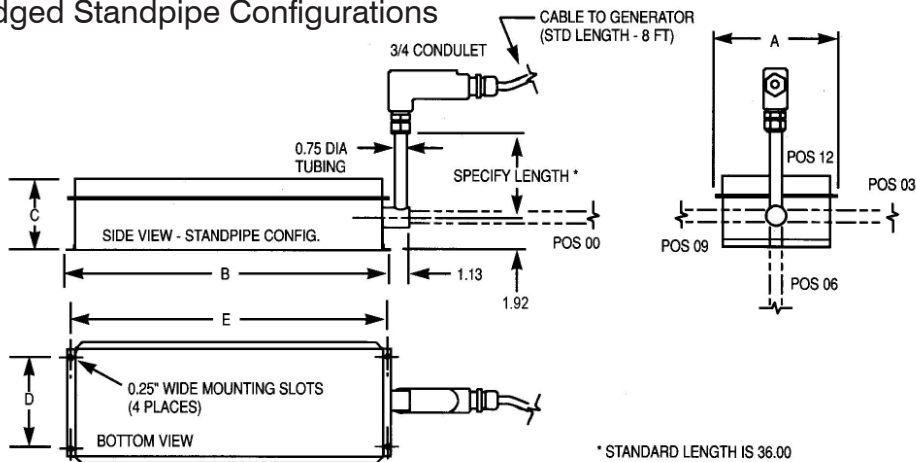 Standpipe Configurations
CABLE TO GENERATOR
(STD LENGTH - 8 FT)
3/4 CONDULET
A
0.75 DIA
TUBING
SPECIFY LENGTH *
POS 12
POS 03
C
SIDE VIEW - STANDPIPE CONFIG.
POS 00
POS 09
B
1.13
1.92
POS 06
E
D
0.25" WIDE MOUNTING SLOTS
(4 PLACES)
BOTTOM VIEW
* STANDARD LENGTH IS 36.00